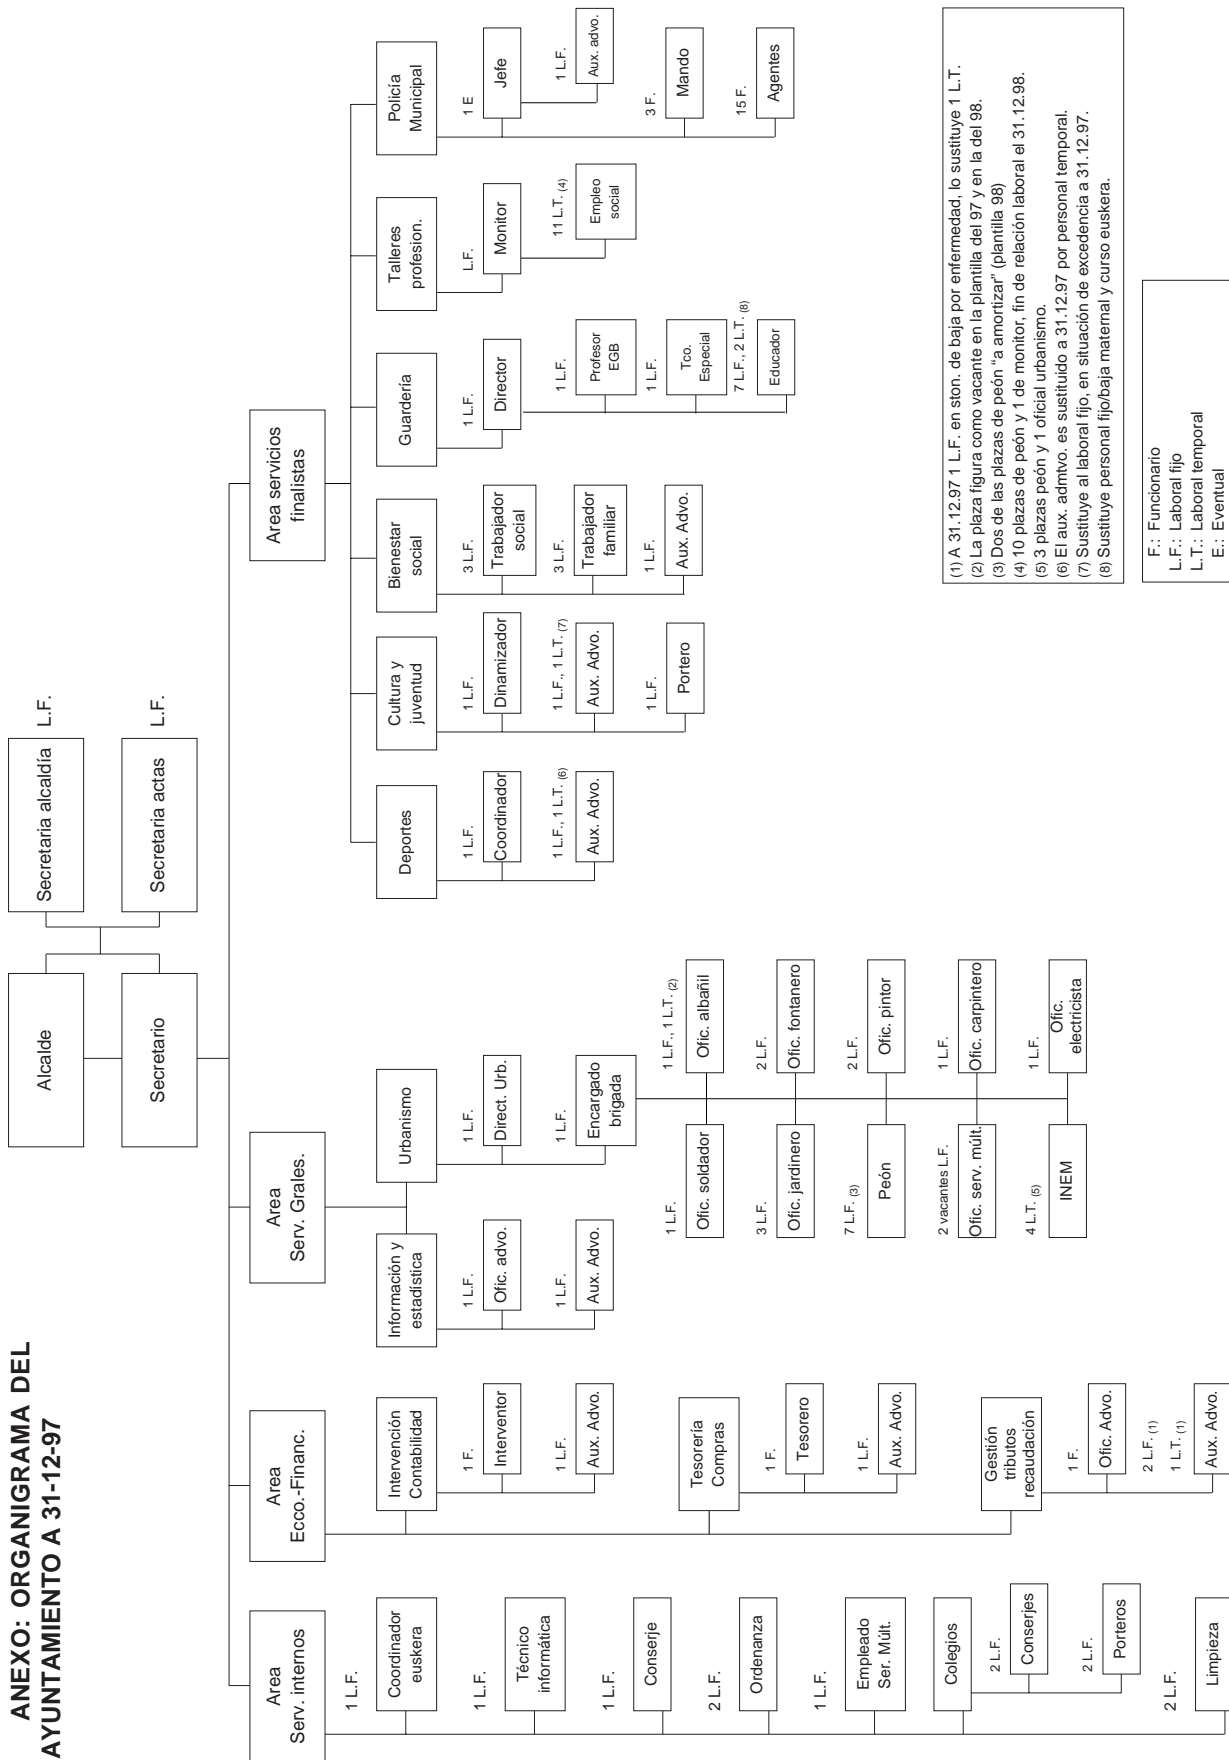 ANEXO: ORGANIGRAMA DEL
AYUNTAMIENTO A 31-12-97
Alcalde
Secretaria alcaldía
L.F.
Secretario
Secretaria actas
L.F.
Area
Serv. internos
1 L.F.
Coordinador
euskera
1 L.F.
Técnico
informática
1 L.F.
Conserje
2 L.F.
Ordenanza
1 L.F.
Empleado
Ser. Múlt.
Colegios
2 L.F.
Conserjes
2 L.F.
Porteros
2 L.F.
Limpieza
Area
Ecco.-Financ.
Intervención
Contabilidad
1 F.
Interventor
1 L.F.
Aux. Advo.
Tesorería
Compras
1 F.
Tesorero
1 L.F.
Aux. Advo.
Gestión
tributos
recaudación
1 F.
Ofic. Advo.
2 L.F. (1)
1 L.T. (1)
Aux. Advo.
Area
Serv. Grales.
Información y
estadística
1 L.F.
Ofic. advo.
1 L.F.
Aux. Advo.
Urbanismo
1 L.F.
Direct. Urb.
1 L.F.
Encargado
brigada
1 L.F.
Ofic. soldador
1 L.F., 1 L.T. (2)
Ofic. albañil
3 L.F.
Ofic. jardinero
2 L.F.
Ofic. fontanero
7 L.F. (3)
Peón
2 L.F.
Ofic. pintor
2 vacantes L.F.
Ofic. serv. múlt.
1 L.F.
Ofic. carpintero
4 L.T. (5)
INEM
1 L.F.
Ofic.
electricista
Area servicios
finalistas
Deportes
1 L.F.
Coordinador
1 L.F., 1 L.T. (6)
Aux. Advo.
Cultura y
juventud
1 L.F.
Dinamizador
1 L.F., 1 L.T. (7)
Aux. Advo.
1 L.F.
Portero
Bienestar
social
3 L.F.
Trabajador
social
3 L.F.
Trabajador
familiar
1 L.F.
Aux. Advo.
Guardería
1 L.F.
Director
1 L.F.
Profesor
EGB
1 L.F.
Tco.
Especial
7 L.F., 2 L.T. (8)
Educador
Talleres
profesion.
L.F.
Monitor
11 L.T. (4)
Empleo
social
Policía
Municipal
1 E
Jefe
1 L.F.
Aux. advo.
3 F.
Mando
15 F.
Agentes
(1) A 31.12.97 1 L.F. en ston. de baja por enfermedad, lo sustituye 1 L.T.
(2) La plaza figura como vacante en la plantilla del 97 y en la del 98.
(3) Dos de las plazas de peón “a amortizar” (plantilla 98)
(4) 10 plazas de peón y 1 de monitor, fin de relación laboral el 31.12.98.
(5) 3 plazas peón y 1 oficial urbanismo.
(6) El aux. admtvo. es sustituido a 31.12.97 por personal temporal.
(7) Sustituye al laboral fijo, en situación de excedencia a 31.12.97.
(8) Sustituye personal fijo/baja maternal y curso euskera.
F.: Funcionario
L.F.: Laboral fijo
L.T.: Laboral temporal
E.: Eventual